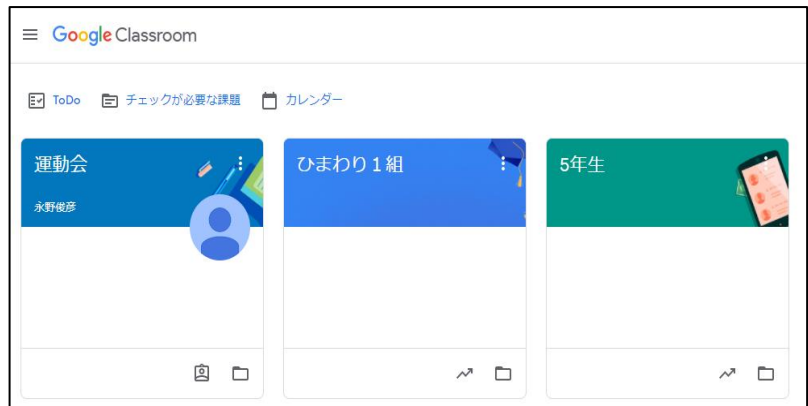 Google Classroom
ToDo チェックが必要な課題 カレンダー
運動会
永野俊彦
ひまわり１組
5年生